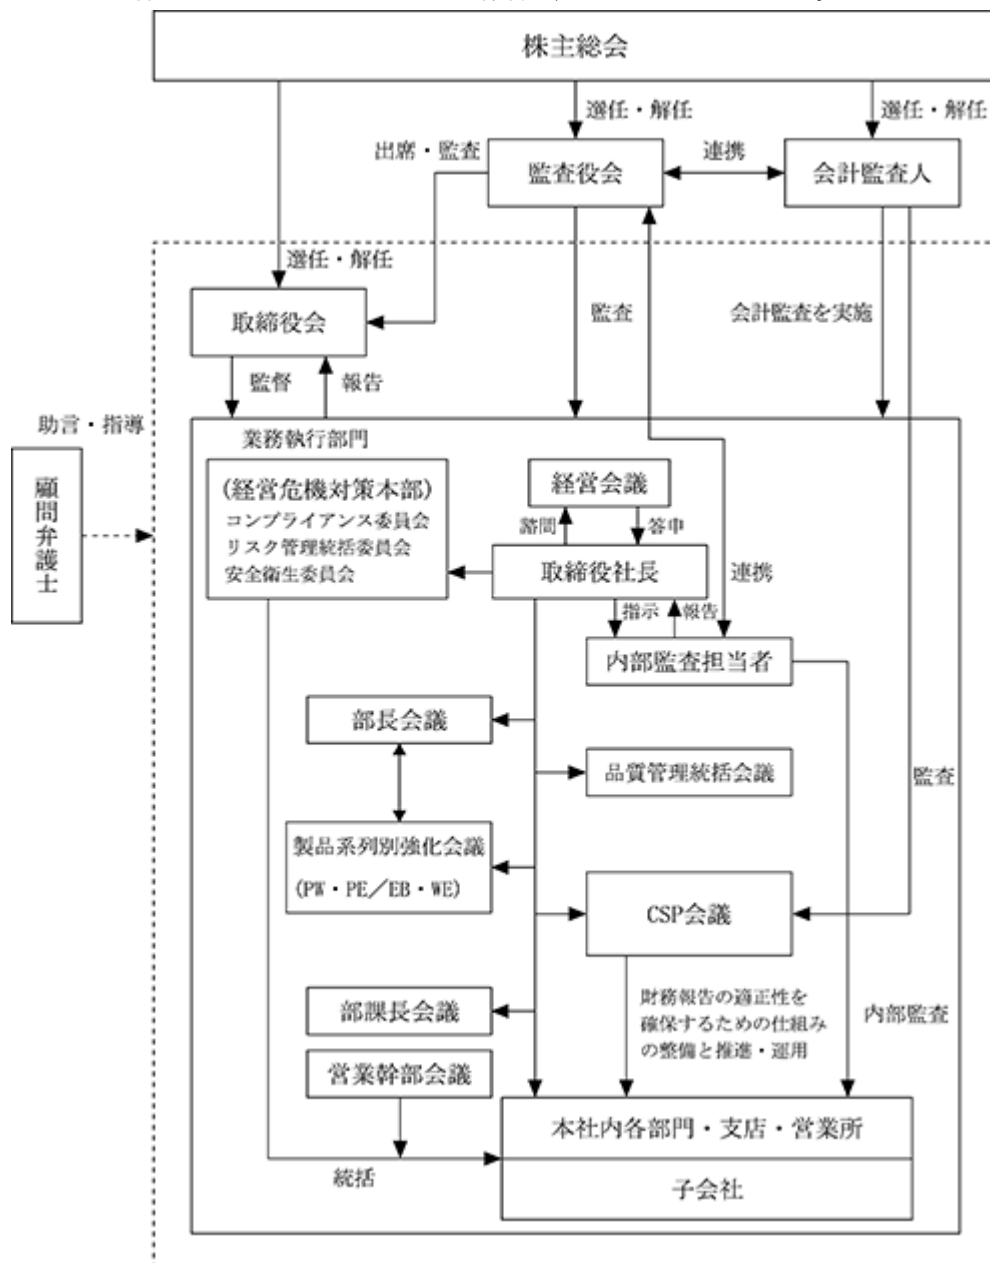 株主総会
選任・解任
選任・解任
出席・監査
監査役会
連携
会計監査人
選任・解任
取締役会
監査
会計監査を実施
監督
報告
助言・指導
顧問弁護士
業務執行部門
(経営危機対策本部)
コンプライアンス委員会
リスク管理統括委員会
安全衛生委員会
経営会議
諮問
答申
取締役社長
連携
指示
報告
内部監査担当者
部長会議
品質管理統括会議
監査
製品系列別強化会議
(PW・PE/EB・WE)
CSP会議
部課長会議
財務報告の適正性を
確保するための仕組み
の整備と推進・運用
内部監査
営業幹部会議
本社内各部門・支店・営業所
統括
子会社